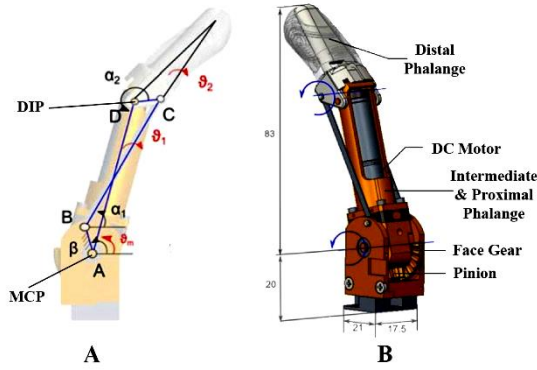 α₂
ϑ₂
DIP
D
C
ϑ₁
B
α₁
β
ϑₘ
A
MCP
A
Distal
Phalange
83
DC Motor
Intermediate
& Proximal
Phalange
Face Gear
Pinion
20
21
17.5
B